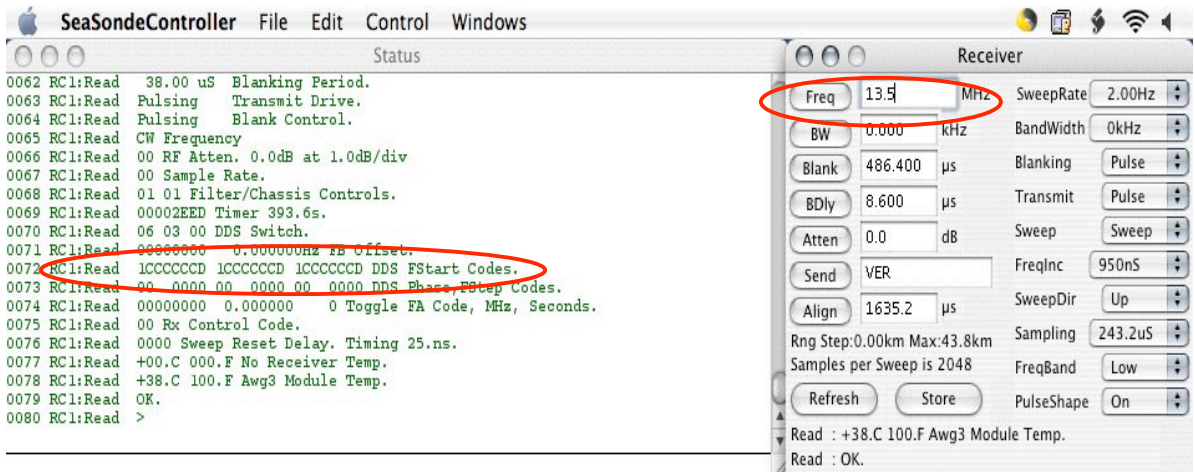 SeaSondeController File Edit Control Windows
Status
0062 RC1:Read 38.00 uS Blanking Period.
0063 RC1:Read Pulsing Transmit Drive.
0064 RC1:Read Pulsing Blank Control.
0065 RC1:Read CW Frequency
0066 RC1:Read 00 RF Atten. 0.0dB at 1.0dB/div
0067 RC1:Read 00 Sample Rate.
0068 RC1:Read 01 01 Filter/Chassis Controls.
0069 RC1:Read 00002EED Timer 393.6s.
0070 RC1:Read 06 03 00 DDS Switch.
0071 RC1:Read 00000000 0.000000Hz FB Offset.
0072 RC1:Read 1CCCCCCD 1CCCCCCD 1CCCCCCD DDS FStart Codes.
0073 RC1:Read 00 0000 00 0000 00 0000 DDS Phase,FStep Codes.
0074 RC1:Read 00000000 0.000000 0 Toggle FA Code, MHz, Seconds.
0075 RC1:Read 00 Rx Control Code.
0076 RC1:Read 0000 Sweep Reset Delay. Timing 25.ns.
0077 RC1:Read +00.C 000.F No Receiver Temp.
0078 RC1:Read +38.C 100.F Awg3 Module Temp.
0079 RC1:Read OK.
0080 RC1:Read >
Receiver
Freq 13.5 MHz SweepRate 2.00Hz
BW 0.000 kHz BandWidth 0kHz
Blank 486.400 µs Blanking Pulse
BDly 8.600 µs Transmit Pulse
Atten 0.0 dB Sweep Sweep
Send VER FreqInc 950nS
Align 1635.2 µs SweepDir Up
Rng Step:0.00km Max:43.8km Sampling 243.2uS
Samples per Sweep is 2048 FreqBand Low
Refresh Store PulseShape On
Read : +38.C 100.F Awg3 Module Temp.
Read : OK.